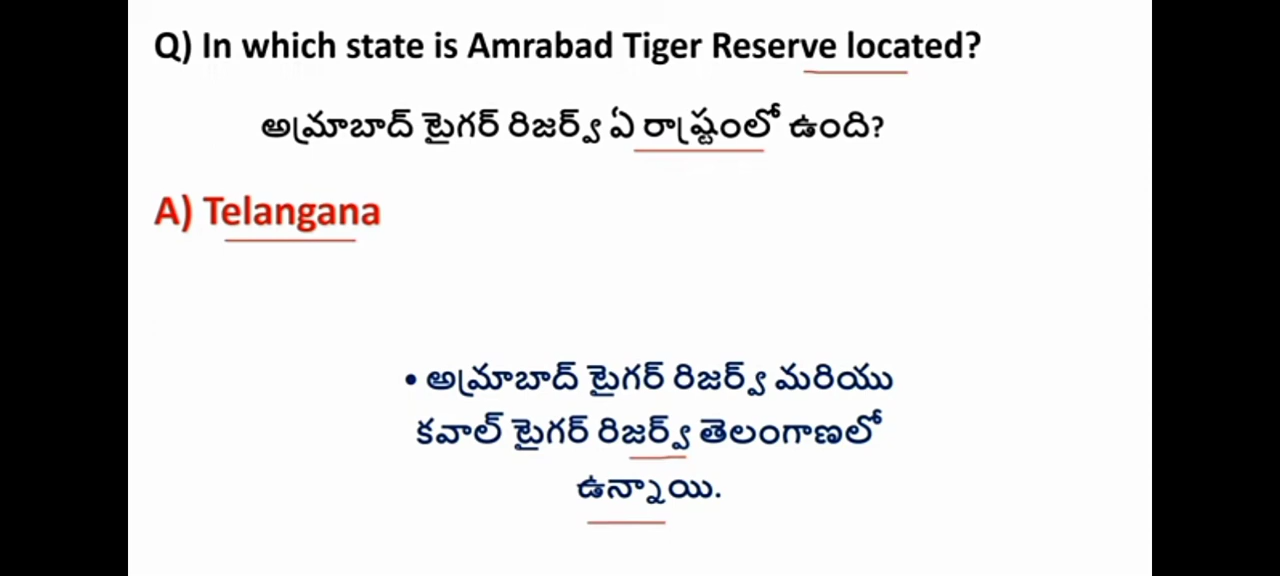 Q) In which state is Amrabad Tiger Reserve located?
అమ్రాబాద్ టైగర్ రిజర్వ్ ఏ రాష్ట్రంలో ఉంది?
A) Telangana
• అమ్రాబాద్ టైగర్ రిజర్వ్ మరియు
కవాల్ టైగర్ రిజర్వ్ తెలంగాణలో
ఉన్నాయి.